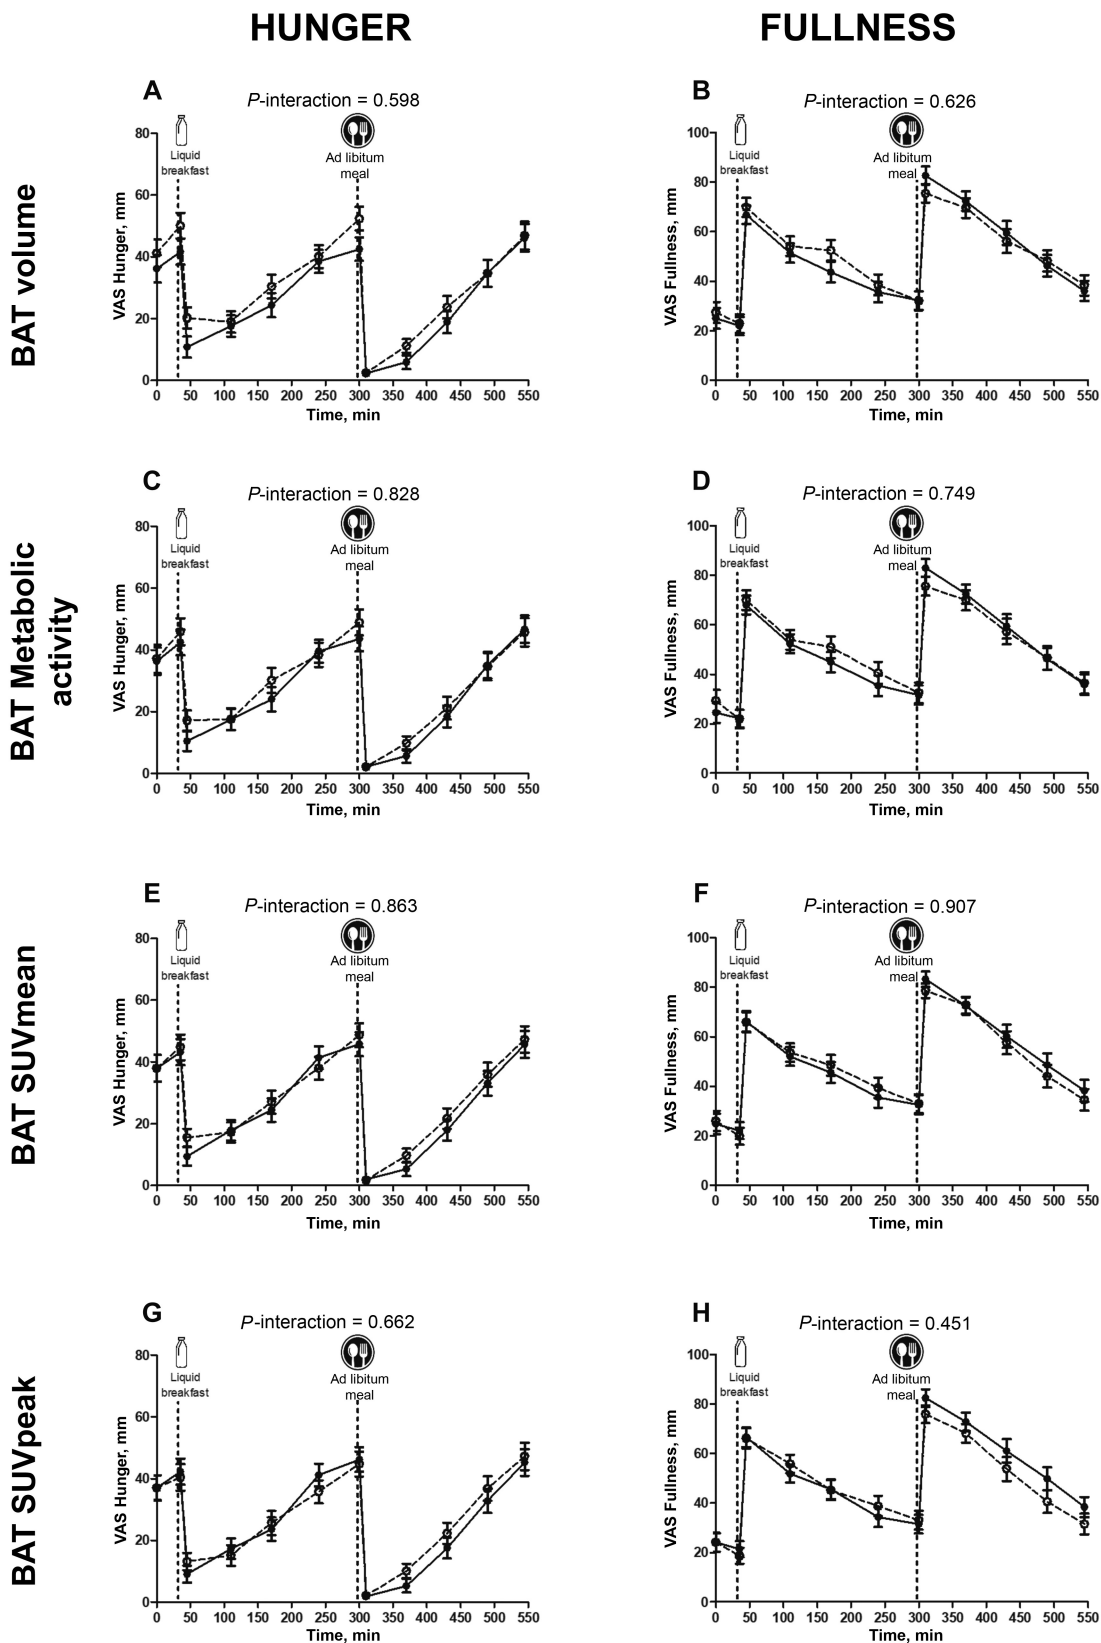 HUNGER
FULLNESS
BAT volume
A
P-interaction = 0.598
Liquid
breakfast
Ad libitum
meal
VAS Hunger, mm
80
60
40
20
0
0 50 100 150 200 250 300 350 400 450 500 550
Time, min
B
P-interaction = 0.626
Liquid
breakfast
Ad libitum
meal
VAS Fullness, mm
100
80
60
40
20
0
0 50 100 150 200 250 300 350 400 450 500 550
Time, min
BAT Metabolic
activity
C
P-interaction = 0.828
Liquid
breakfast
Ad libitum
meal
VAS Hunger, mm
80
60
40
20
0
0 50 100 150 200 250 300 350 400 450 500 550
Time, min
D
P-interaction = 0.749
Liquid
breakfast
Ad libitum
meal
VAS Fullness, mm
100
80
60
40
20
0
0 50 100 150 200 250 300 350 400 450 500 550
Time, min
BAT SUVmean
E
P-interaction = 0.863
Liquid
breakfast
Ad libitum
meal
VAS Hunger, mm
80
60
40
20
0
0 50 100 150 200 250 300 350 400 450 500 550
Time, min
F
P-interaction = 0.907
Liquid
breakfast
Ad libitum
meal
VAS Fullness, mm
100
80
60
40
20
0
0 50 100 150 200 250 300 350 400 450 500 550
Time, min
BAT SUVpeak
G
P-interaction = 0.662
Liquid
breakfast
Ad libitum
meal
VAS Hunger, mm
80
60
40
20
0
0 50 100 150 200 250 300 350 400 450 500 550
Time, min
H
P-interaction = 0.451
Liquid
breakfast
Ad libitum
meal
VAS Fullness, mm
100
80
60
40
20
0
0 50 100 150 200 250 300 350 400 450 500 550
Time, min